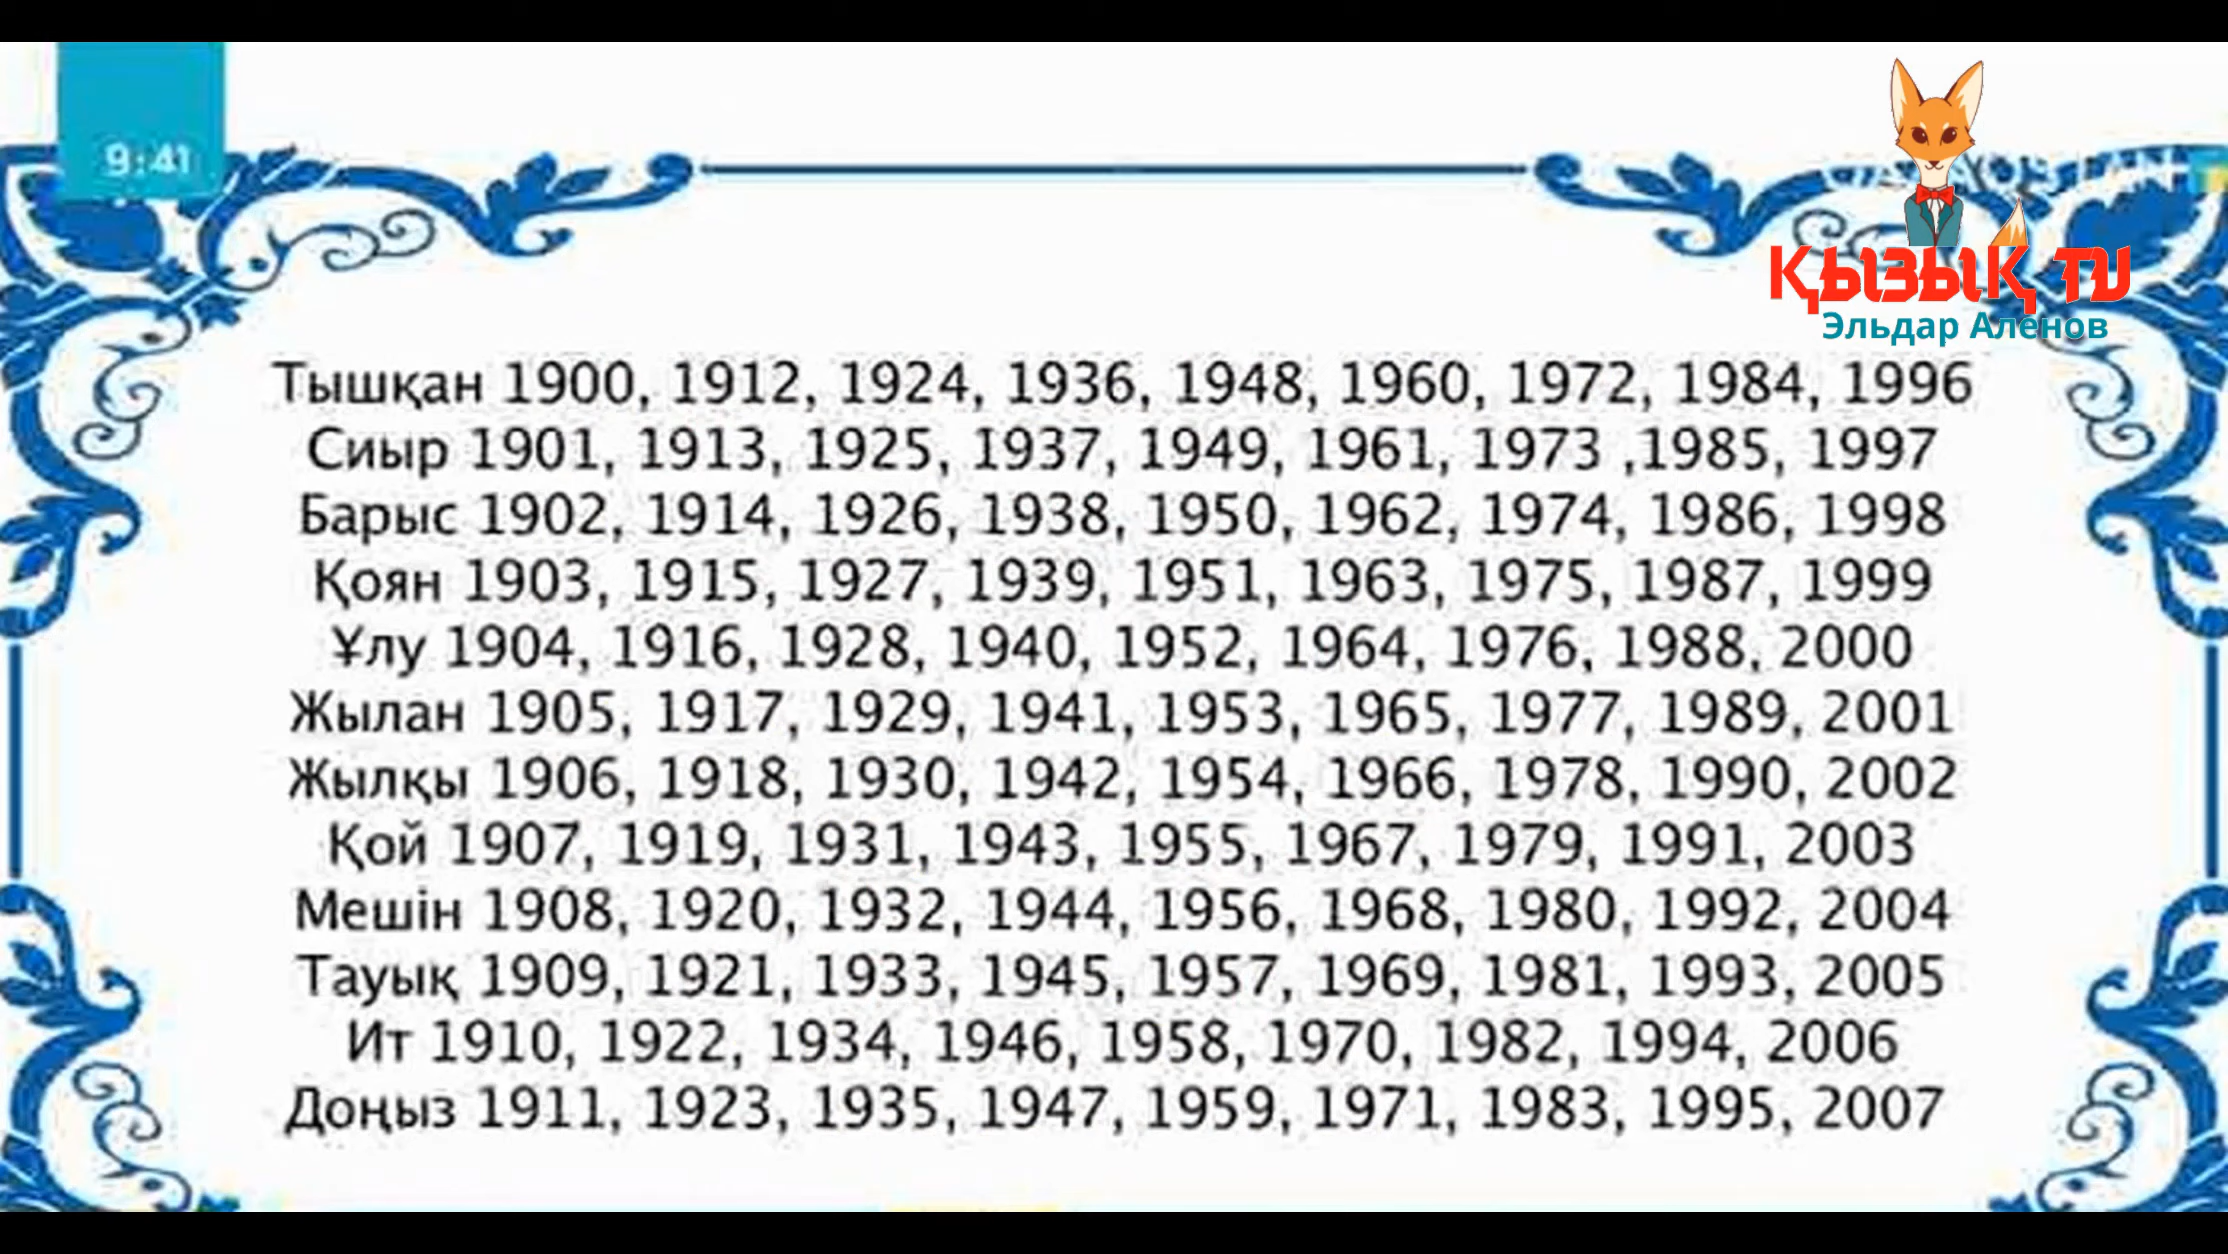 9:41
ҚЫЗЫҚ TV
Эльдар Аленов
Тышқан 1900, 1912, 1924, 1936, 1948, 1960, 1972, 1984, 1996
Сиыр 1901, 1913, 1925, 1937, 1949, 1961, 1973 ,1985, 1997
Барыс 1902, 1914, 1926, 1938, 1950, 1962, 1974, 1986, 1998
Қоян 1903, 1915, 1927, 1939, 1951, 1963, 1975, 1987, 1999
Ұлу 1904, 1916, 1928, 1940, 1952, 1964, 1976, 1988, 2000
Жылан 1905, 1917, 1929, 1941, 1953, 1965, 1977, 1989, 2001
Жылқы 1906, 1918, 1930, 1942, 1954, 1966, 1978, 1990, 2002
Қой 1907, 1919, 1931, 1943, 1955, 1967, 1979, 1991, 2003
Мешін 1908, 1920, 1932, 1944, 1956, 1968, 1980, 1992, 2004
Тауық 1909, 1921, 1933, 1945, 1957, 1969, 1981, 1993, 2005
Ит 1910, 1922, 1934, 1946, 1958, 1970, 1982, 1994, 2006
Доңыз 1911, 1923, 1935, 1947, 1959, 1971, 1983, 1995, 2007